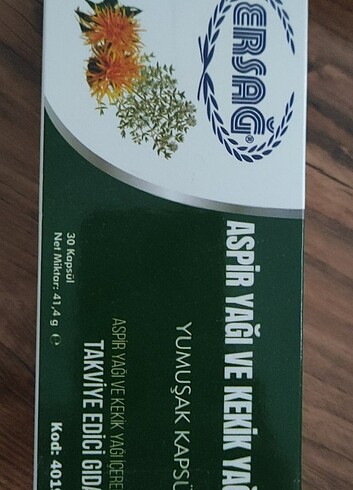 ERSAĞ®
ASPİR YAĞI VE KEKİK YAĞ
YUMUŞAK KAPSÜ
ASPİR YAĞI VE KEKİK YAĞI İÇERE
TAKVİYE EDİCİ GIDA
30 Kapsül
Net Miktar: 41,4 g ℮
Kod: 401